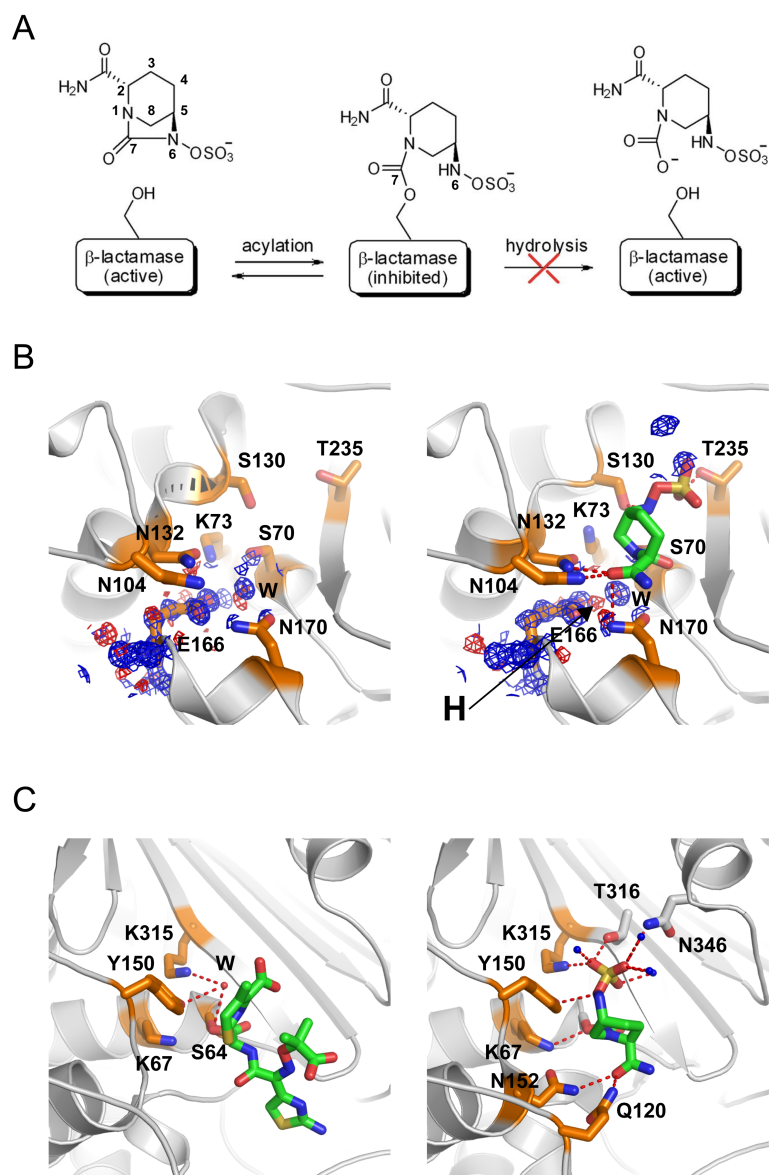 A
O
H₂N
2
3
4
1
N
8
5
O
7
N
6
OSO₃⁻
OH
β-lactamase
(active)
acylation
O
H₂N
N
O
7
O
HN
6
OSO₃⁻
β-lactamase
(inhibited)
hydrolysis
O
H₂N
N
O
O⁻
HN
OSO₃⁻
OH
β-lactamase
(active)
B
S130
T235
N132
K73
S70
N104
W
E166
N170
S130
T235
K73
N132
S70
N104
W
E166
N170
H
C
K315
W
Y150
S64
K67
T316
K315
N346
Y150
K67
N152
Q120